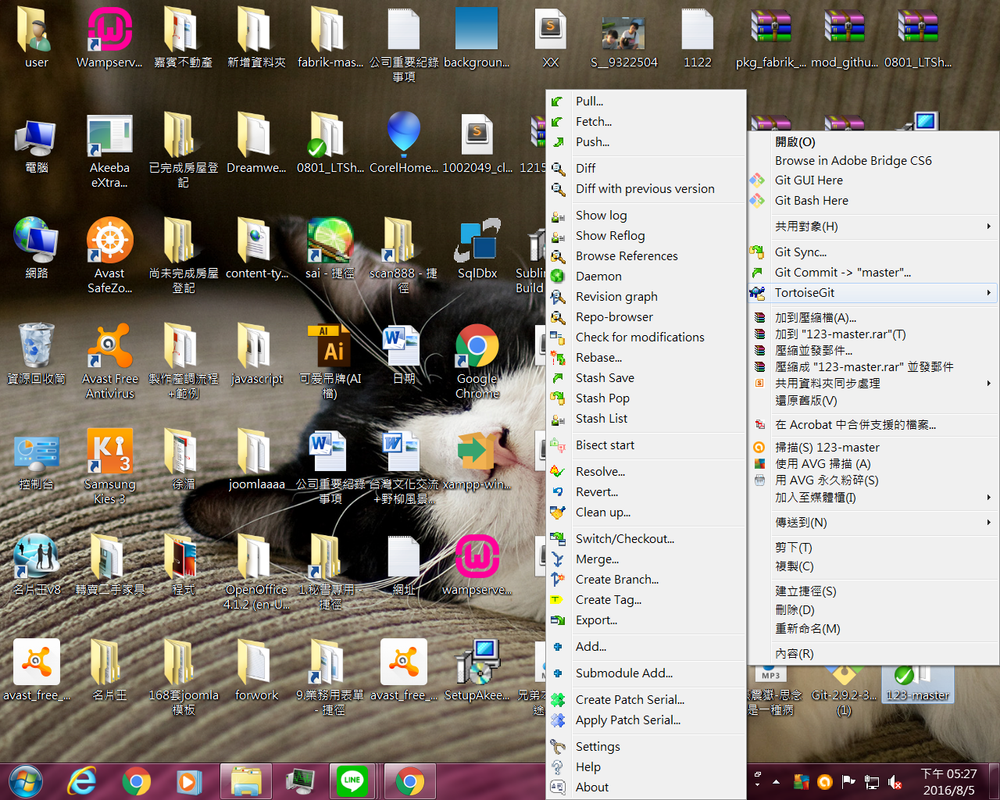 user
Wampserv...
嘉賓不動產
新增資料夾
fabrik-mas...
公司重要紀錄
事項
backgroun...
XX
S__9322504
1122
pkg_fabrik_...
mod_githu...
0801_LTSh...
電腦
Akeeba
eXtra...
已完成房屋登
記
Dreamwe...
0801_LTSh...
CorelHome...
1002049_cl...
1215
網路
Avast
SafeZo...
尚未完成房屋
登記
content-ty...
sai - 捷徑
scan888 - 捷
徑
SqlDbx
Sublin
Build
資源回收筒
Avast Free
Antivirus
製作產調流程
+範例
javascript
可愛吊牌(AI
檔)
日期
Google
Chrome
控制台
Samsung
Kies 3
徐湄
joomlaaaa
公司重要紀錄
事項
台灣文化交流
+野柳風景...
xampp-win...
名片王v8
轉賣二手家具
程式
OpenOffice
4.1.2 (en-U...
1.秘書專用
- 捷徑
網址
wampserve...
avast_free_...
名片王
168套joomla
模板
forwork
9.業務用表單
- 捷徑
avast_free_...
SetupAkee...
兄弟本
途
張震嶽-思念
是一種病
Git-2.9.2-3...
(1)
123-master
Pull...
Fetch...
Push...
Diff
Diff with previous version
Show log
Show Reflog
Browse References
Daemon
Revision graph
Repo-browser
Check for modifications
Rebase...
Stash Save
Stash Pop
Stash List
Bisect start
Resolve...
Revert...
Clean up...
Switch/Checkout...
Merge...
Create Branch...
Create Tag...
Export...
Add...
Submodule Add...
Create Patch Serial...
Apply Patch Serial...
Settings
Help
About
開啟(O)
Browse in Adobe Bridge CS6
Git GUI Here
Git Bash Here
共用對象(H)
Git Sync...
Git Commit -> "master"...
TortoiseGit
加到壓縮檔(A)...
加到 "123-master.rar"(T)
壓縮並發郵件...
壓縮成 "123-master.rar" 並發郵件
共用資料夾同步處理
還原舊版(V)
在 Acrobat 中合併支援的檔案...
掃描(S) 123-master
使用 AVG 掃描 (A)
用 AVG 永久粉碎(S)
加入至媒體櫃(I)
傳送到(N)
剪下(T)
複製(C)
建立捷徑(S)
刪除(D)
重新命名(M)
內容(R)
下午 05:27
2016/8/5